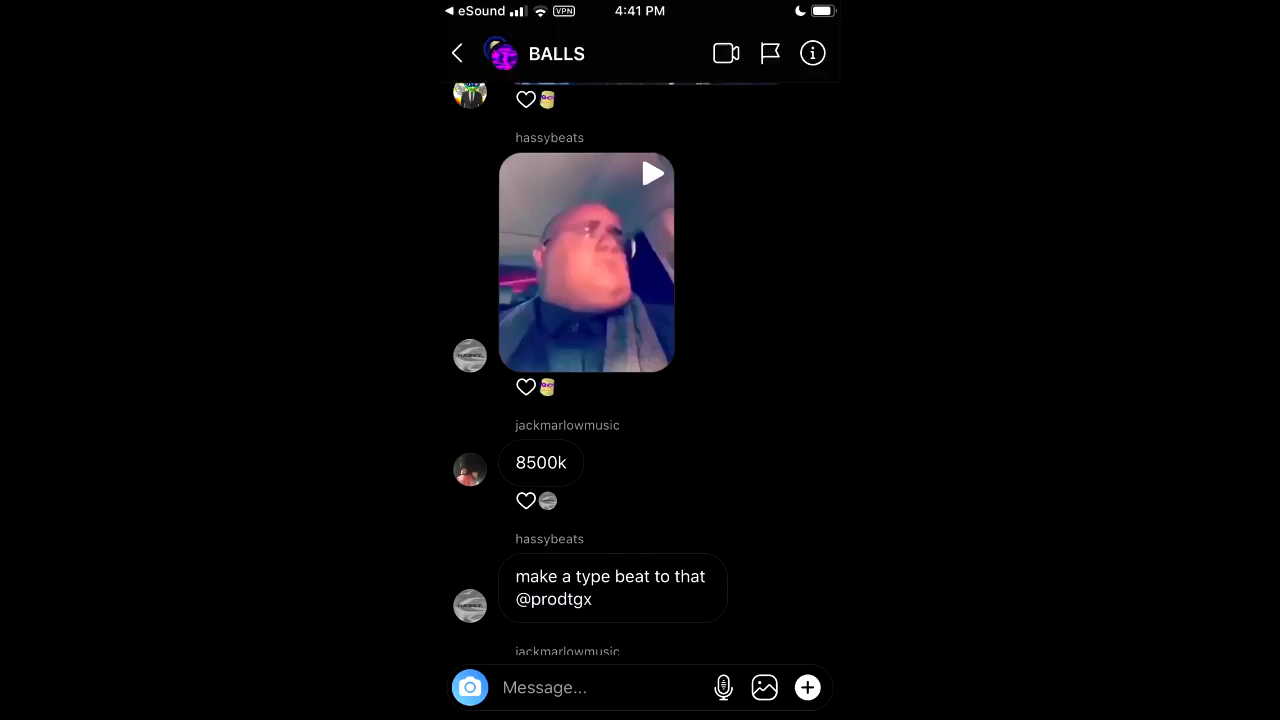 eSound
VPN
4:41 PM
BALLS
hassybeats
jackmarlowmusic
8500k
hassybeats
make a type beat to that
@prodtgx
jackmarlowmusic
Message...